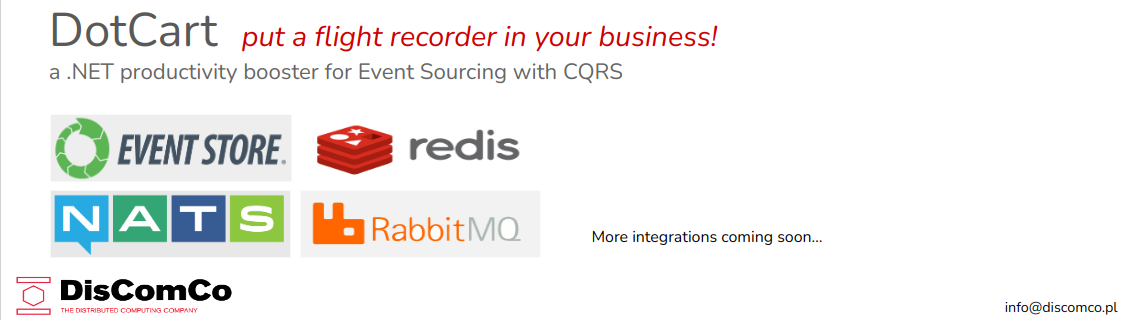 DotCart put a flight recorder in your business!
a .NET productivity booster for Event Sourcing with CQRS
EVENT STORE.
redis
NATS
RabbitMQ
More integrations coming soon...
DisComCo
THE DISTRIBUTED COMPUTING COMPANY
info@discomco.pl